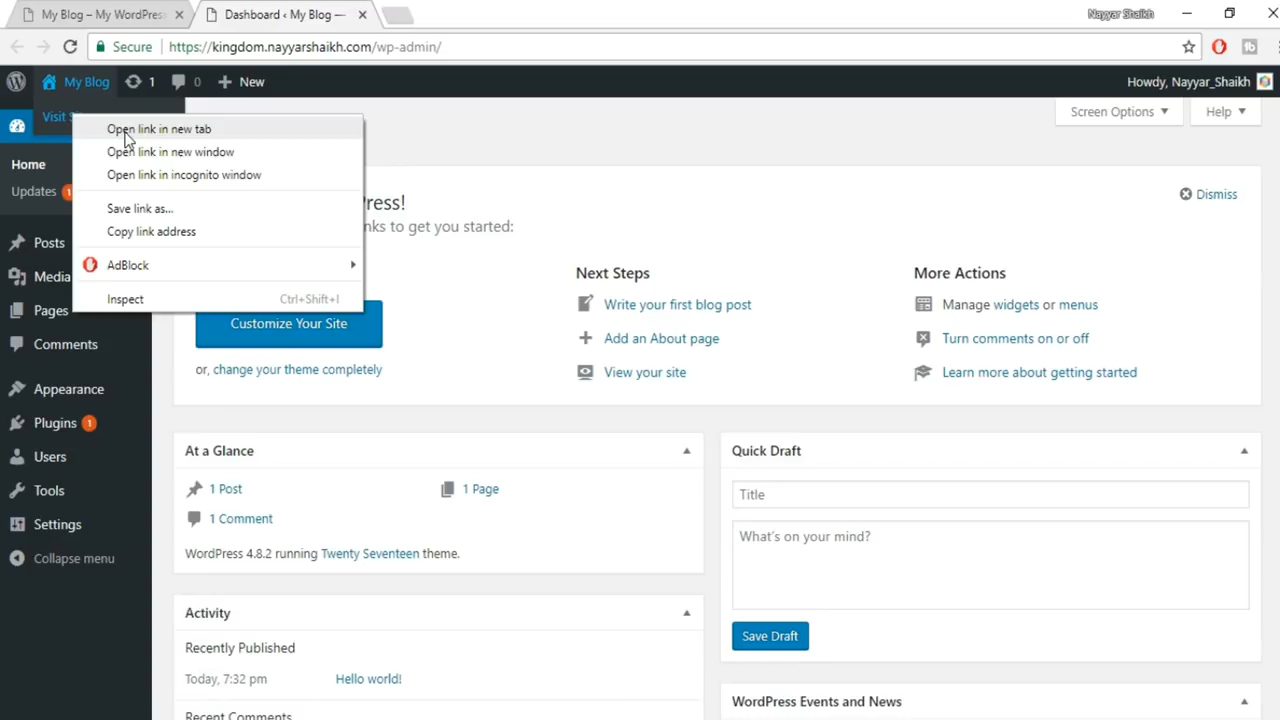 My Blog – My WordPress
Dashboard ‹ My Blog —
Nayyar Shaikh
Secure
https://kingdom.nayyarshaikh.com/wp-admin/
My Blog
1
0
New
Howdy, Nayyar_Shaikh
Visit
Screen Options
Help
Open link in new tab
Open link in new window
Open link in incognito window
Save link as...
Copy link address
AdBlock
Inspect
Ctrl+Shift+I
Home
Updates
Posts
Media
Pages
Comments
Appearance
Plugins 1
Users
Tools
Settings
Collapse menu
Dismiss
to get you started:
Customize Your Site
or, change your theme completely
Next Steps
Write your first blog post
Add an About page
View your site
More Actions
Manage widgets or menus
Turn comments on or off
Learn more about getting started
At a Glance
1 Post
1 Page
1 Comment
WordPress 4.8.2 running Twenty Seventeen theme.
Activity
Recently Published
Today, 7:32 pm
Hello world!
Recent Comments
Quick Draft
Title
What's on your mind?
Save Draft
WordPress Events and News